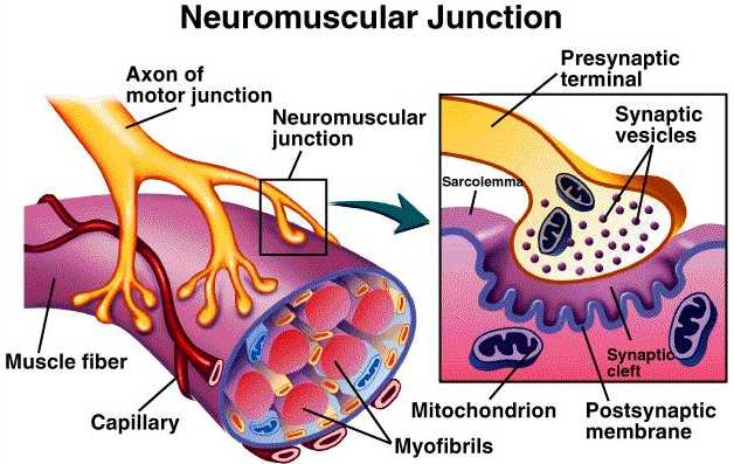 Neuromuscular Junction
Axon of
motor junction
Neuromuscular
junction
Presynaptic
terminal
Synaptic
vesicles
Sarcolemma
Muscle fiber
Capillary
Myofibrils
Mitochondrion
Synaptic
cleft
Postsynaptic
membrane